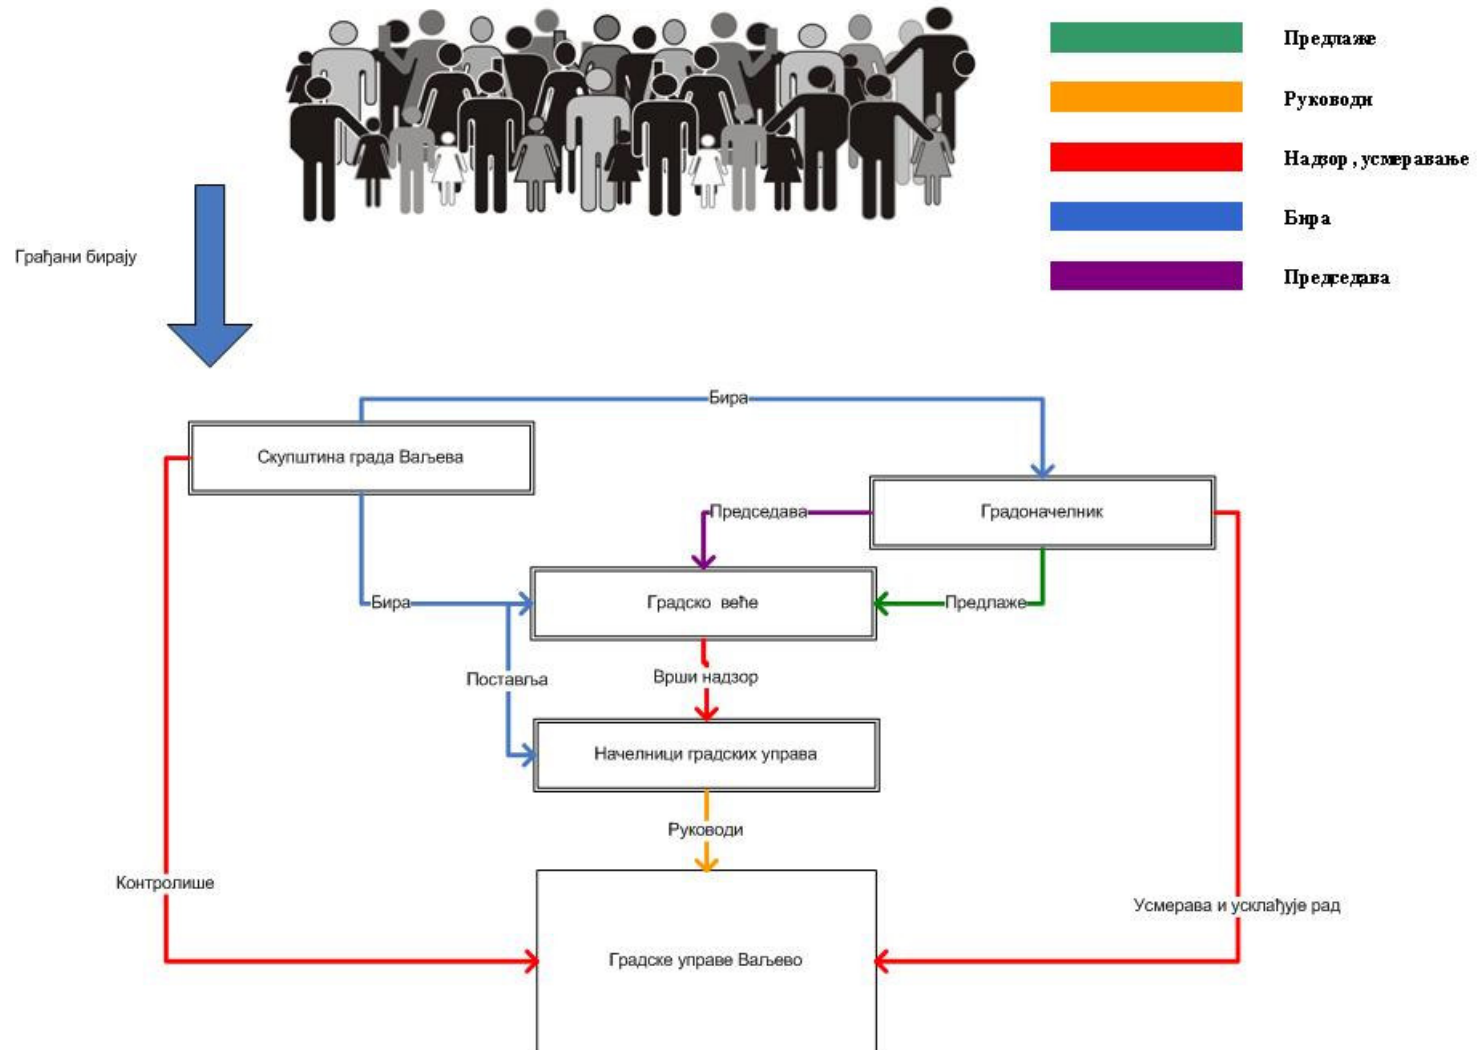 Предлаже
Руководи
Надзор , усмеравање
Бира
Председава
Грађани бирају
Бира
Скупштина града Ваљева
Председава
Градоначелник
Бира
Градско веће
Предлаже
Поставља
Врши надзор
Начелници градских управа
Руководи
Контролише
Усмерава и усклађује рад
Градске управе Ваљево